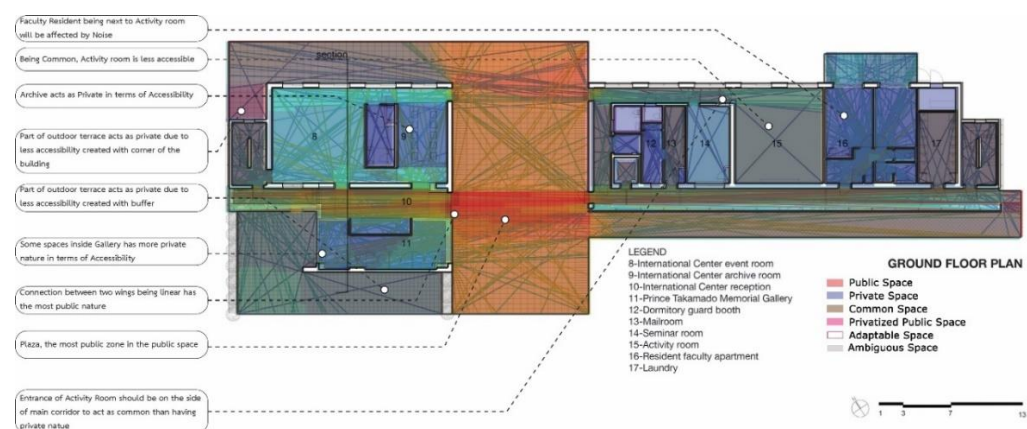 Faculty Resident being next to Activity room
will be affected by Noise
Being Common, Activity room is less accessible
Archive acts as Private in terms of Accessibility
Part of outdoor terrace acts as private due to
less accessibility created with corner of the
building
Part of outdoor terrace acts as private due to
less accessibility created with buffer
Some spaces inside Gallery has more private
nature in terms of Accessibility
Connection between two wings being linear has
the most public nature
Plaza, the most public zone in the public space
Entrance of Activity Room should be on the side
of main corridor to act as common than having
private natue
section
8
9
10
11
12
13
14
15
16
17
LEGEND
8-International Center event room
9-International Center archive room
10-International Center reception
11-Prince Takamado Memorial Gallery
12-Dormitory guard booth
13-Mailroom
14-Seminar room
15-Activity room
16-Resident faculty apartment
17-Laundry
GROUND FLOOR PLAN
Public Space
Private Space
Common Space
Privatized Public Space
Adaptable Space
Ambiguous Space
1 3 7 13